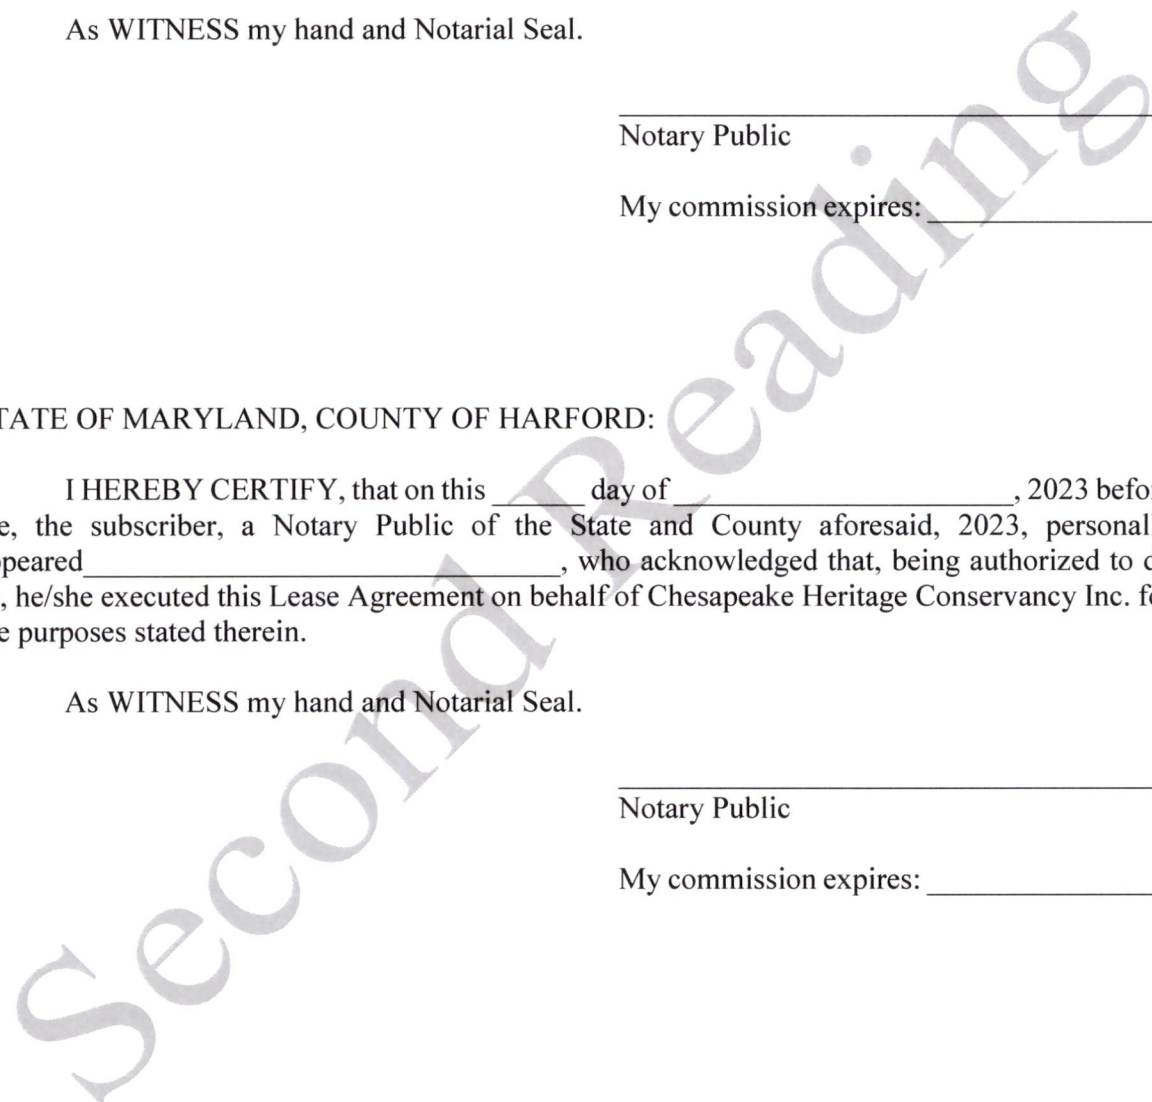 As WITNESS my hand and Notarial Seal.
Notary Public
My commission expires:
TATE OF MARYLAND, COUNTY OF HARFORD:
I HEREBY CERTIFY, that on this ______ day of ______________________, 2023 befo
e, the subscriber, a Notary Public of the State and County aforesaid, 2023, personall
peared______________________________, who acknowledged that, being authorized to d
, he/she executed this Lease Agreement on behalf of Chesapeake Heritage Conservancy Inc. fo
e purposes stated therein.
As WITNESS my hand and Notarial Seal.
Notary Public
My commission expires:
Second Reading